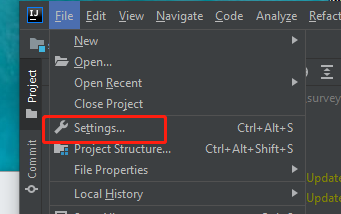 IJ File Edit View Navigate Code Analyze Refact
New
Open...
survey
Open Recent
Close Project
Settings... Ctrl+Alt+S
Project Structure... Ctrl+Alt+Shift+S
File Properties
Update
Local History
Update
Project
Commit